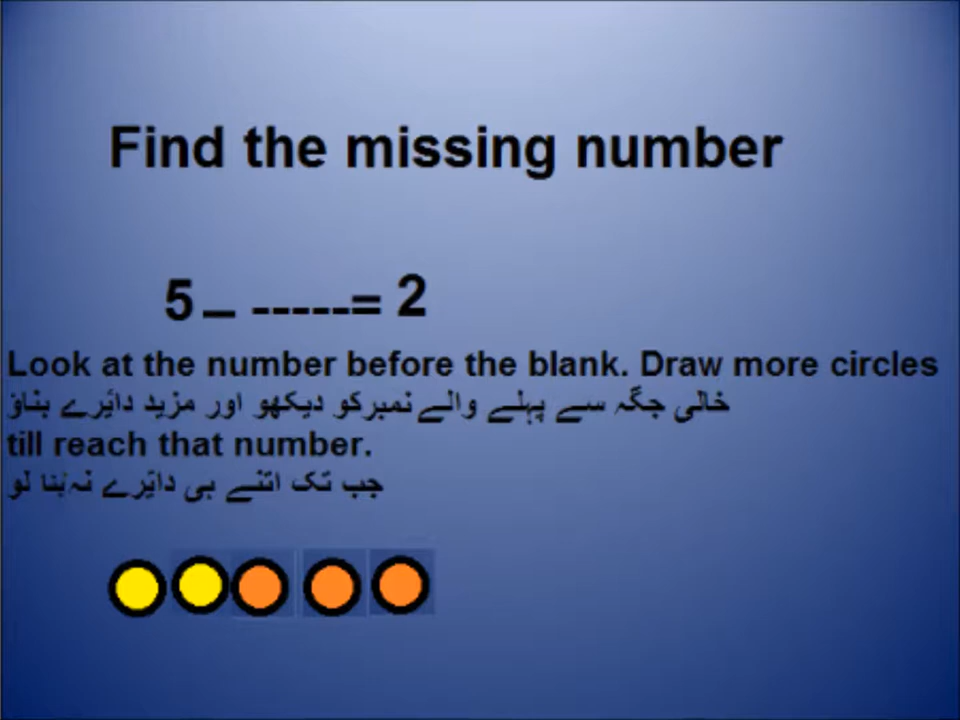 Find the missing number
5 – -----= 2
Look at the number before the blank. Draw more circles
خالی جگہ سے پہلے والے نمبرکو دیکھو اور مزید دائرے بناؤ
till reach that number.
جب تک اتنے ہی دائرے نہ بنا لو